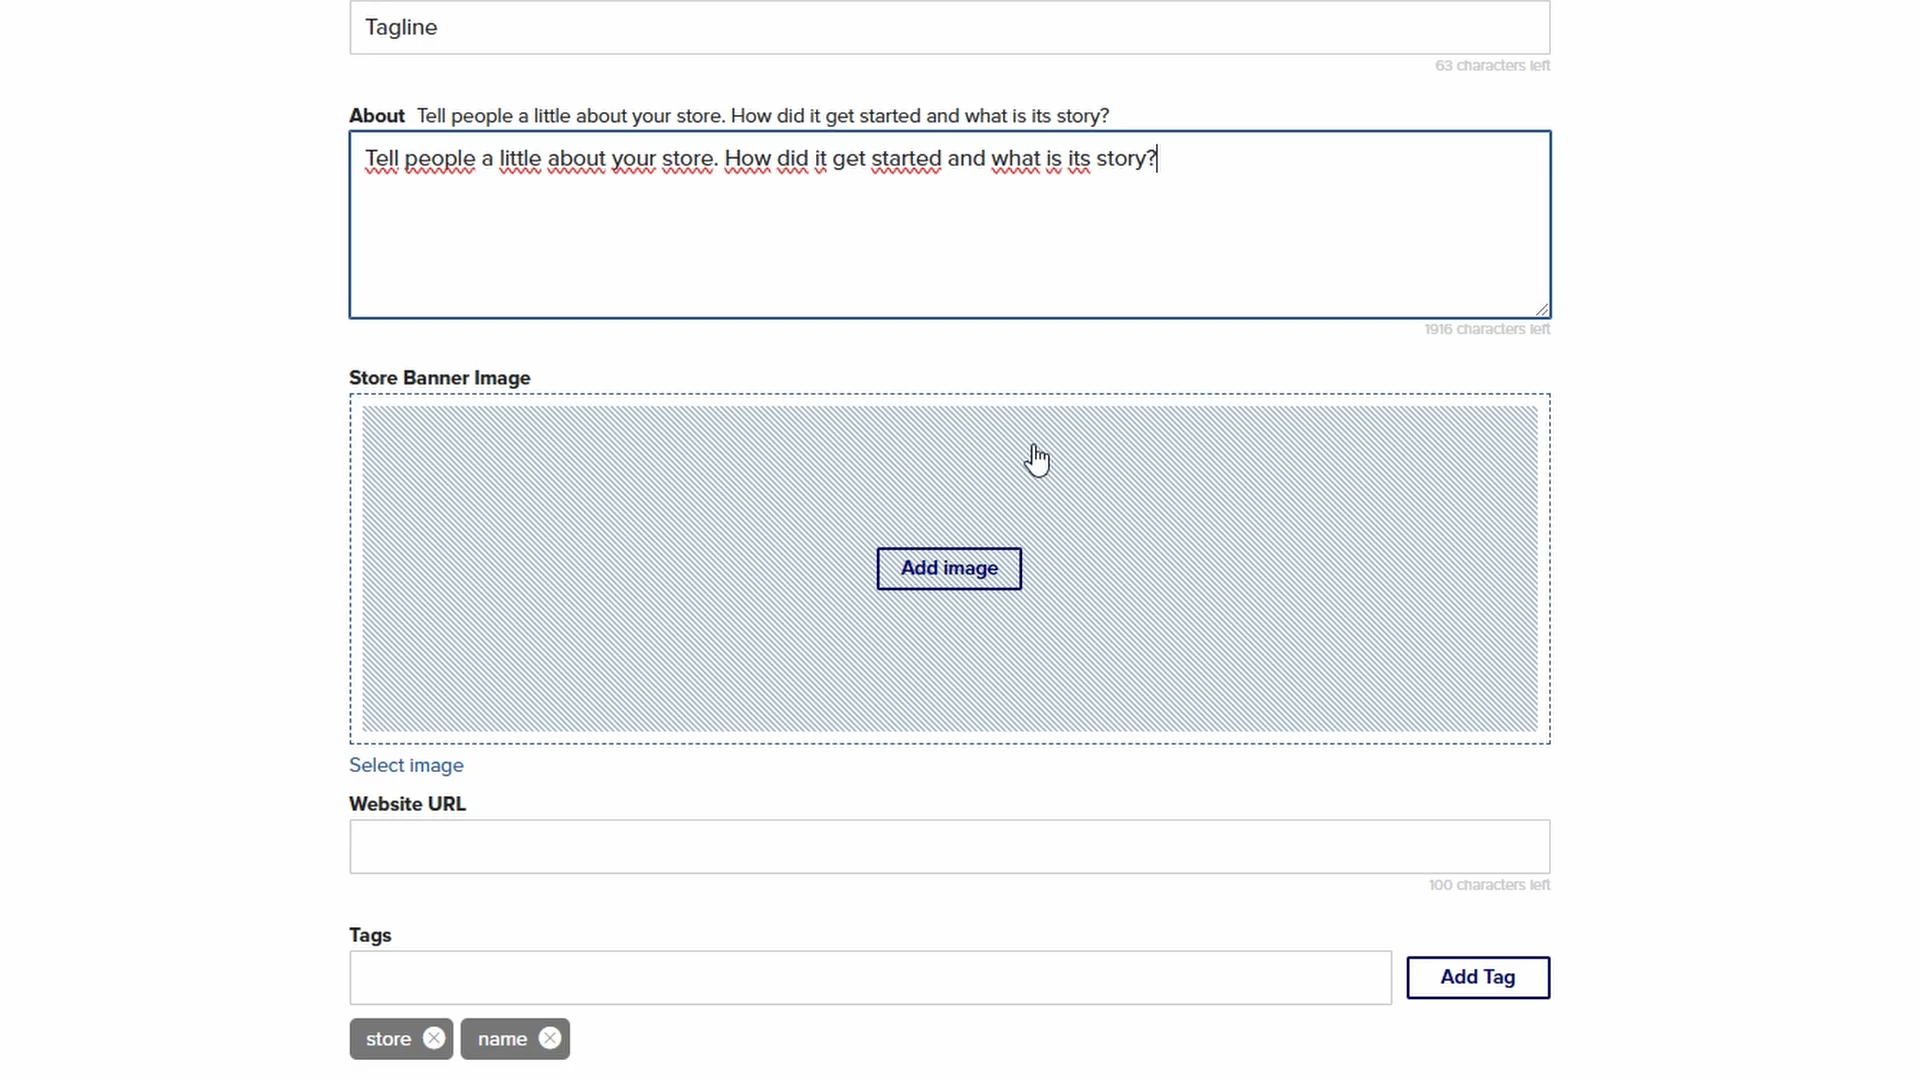 Tagline
63 characters left
About Tell people a little about your store. How did it get started and what is its story?
Tell people a little about your store. How did it get started and what is its story?
1916 characters left
Store Banner Image
Add image
Select image
Website URL
100 characters left
Tags
Add Tag
store name